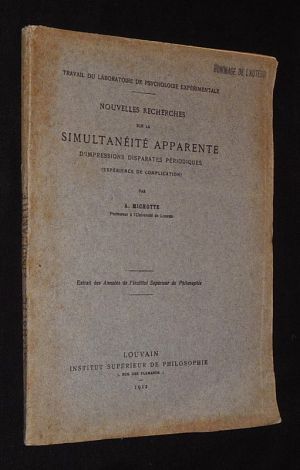 HOMMAGE DE L'AUTEUR
TRAVAIL DU LABORATOIRE DE PSYCHOLOGIE EXPÉRIMENTALE
NOUVELLES RECHERCHES
SUR LA
SIMULTANÉITÉ APPARENTE
D'IMPRESSIONS DISPARATES PÉRIODIQUES
(EXPÉRIENCE DE COMPLICATION)
PAR
A. MICHOTTE
Professeur à l'Université de Louvain
Extrait des Annales de l'Institut Supérieur de Philosophie
LOUVAIN
INSTITUT SUPÉRIEUR DE PHILOSOPHIE
1, RUE DES FLAMANDS, 1
1912